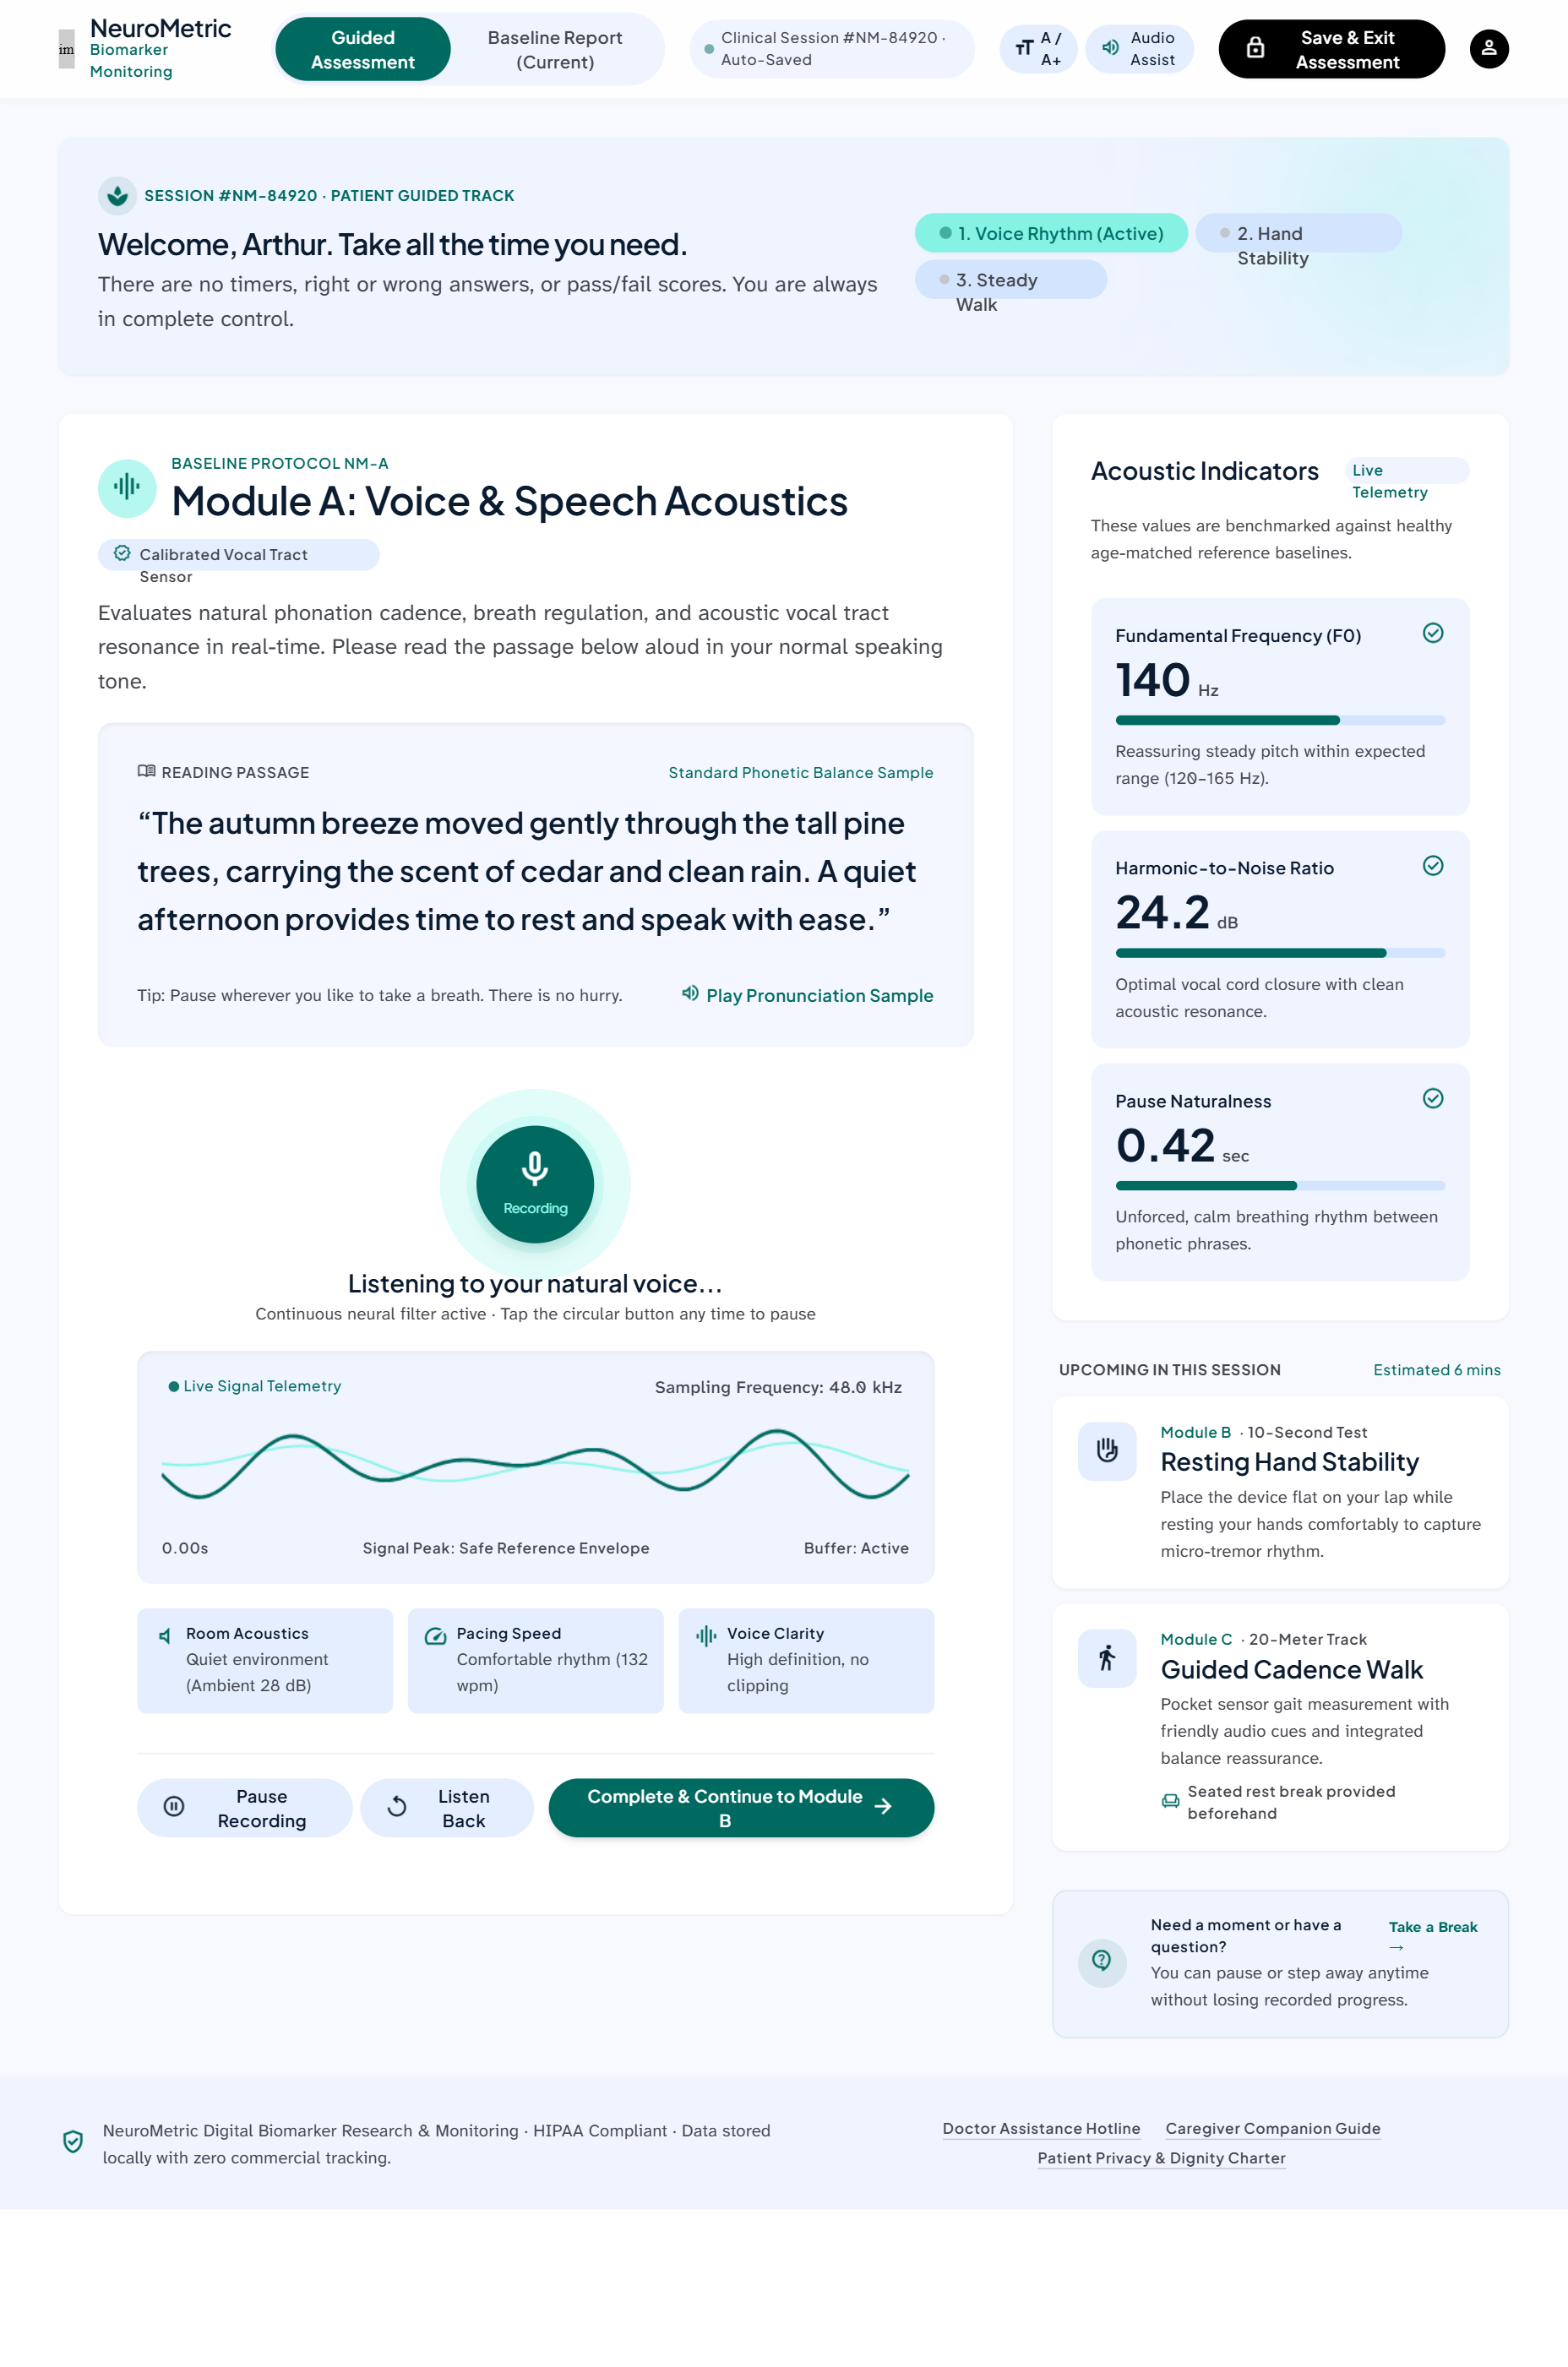 im
NeuroMetric
Biomarker
Monitoring
Guided
Assessment
Baseline Report
(Current)
Clinical Session #NM-84920 ·
Auto-Saved
A /
A+
Audio
Assist
Save & Exit
Assessment
SESSION #NM-84920 · PATIENT GUIDED TRACK
Welcome, Arthur. Take all the time you need.
There are no timers, right or wrong answers, or pass/fail scores. You are always
in complete control.
1. Voice Rhythm (Active)
2. Hand
Stability
3. Steady
Walk
BASELINE PROTOCOL NM-A
Module A: Voice & Speech Acoustics
Calibrated Vocal Tract
Sensor
Evaluates natural phonation cadence, breath regulation, and acoustic vocal tract
resonance in real-time. Please read the passage below aloud in your normal speaking
tone.
READING PASSAGE
Standard Phonetic Balance Sample
“The autumn breeze moved gently through the tall pine
trees, carrying the scent of cedar and clean rain. A quiet
afternoon provides time to rest and speak with ease.”
Tip: Pause wherever you like to take a breath. There is no hurry.
Play Pronunciation Sample
Recording
Listening to your natural voice...
Continuous neural filter active · Tap the circular button any time to pause
Live Signal Telemetry
Sampling Frequency: 48.0 kHz
0.00s
Signal Peak: Safe Reference Envelope
Buffer: Active
Room Acoustics
Quiet environment
(Ambient 28 dB)
Pacing Speed
Comfortable rhythm (132
wpm)
Voice Clarity
High definition, no
clipping
Pause
Recording
Listen
Back
Complete & Continue to Module
B
Acoustic Indicators
Live
Telemetry
These values are benchmarked against healthy
age-matched reference baselines.
Fundamental Frequency (F0)
140 Hz
Reassuring steady pitch within expected
range (120–165 Hz).
Harmonic-to-Noise Ratio
24.2 dB
Optimal vocal cord closure with clean
acoustic resonance.
Pause Naturalness
0.42 sec
Unforced, calm breathing rhythm between
phonetic phrases.
UPCOMING IN THIS SESSION
Estimated 6 mins
Module B · 10-Second Test
Resting Hand Stability
Place the device flat on your lap while
resting your hands comfortably to capture
micro-tremor rhythm.
Module C · 20-Meter Track
Guided Cadence Walk
Pocket sensor gait measurement with
friendly audio cues and integrated
balance reassurance.
Seated rest break provided
beforehand
Need a moment or have a
question?
Take a Break
→
You can pause or step away anytime
without losing recorded progress.
NeuroMetric Digital Biomarker Research & Monitoring · HIPAA Compliant · Data stored
locally with zero commercial tracking.
Doctor Assistance Hotline
Caregiver Companion Guide
Patient Privacy & Dignity Charter